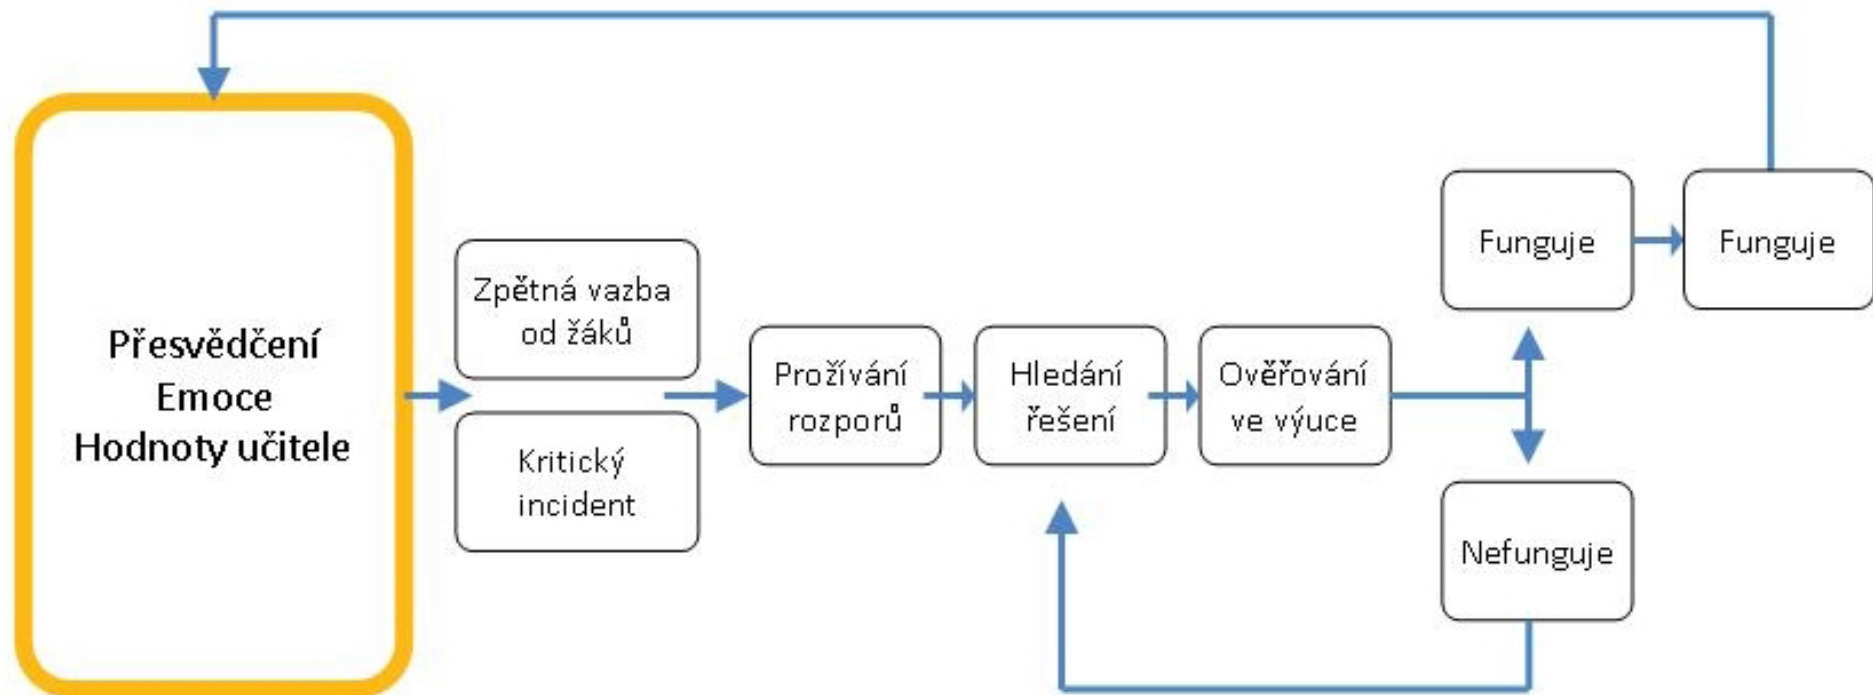 Přesvědčení
Emoce
Hodnoty učitele
Zpětná vazba
od žáků
Kritický
incident
Prožívání
rozporů
Hledání
řešení
Ověřování
ve výuce
Funguje
Funguje
Nefunguje